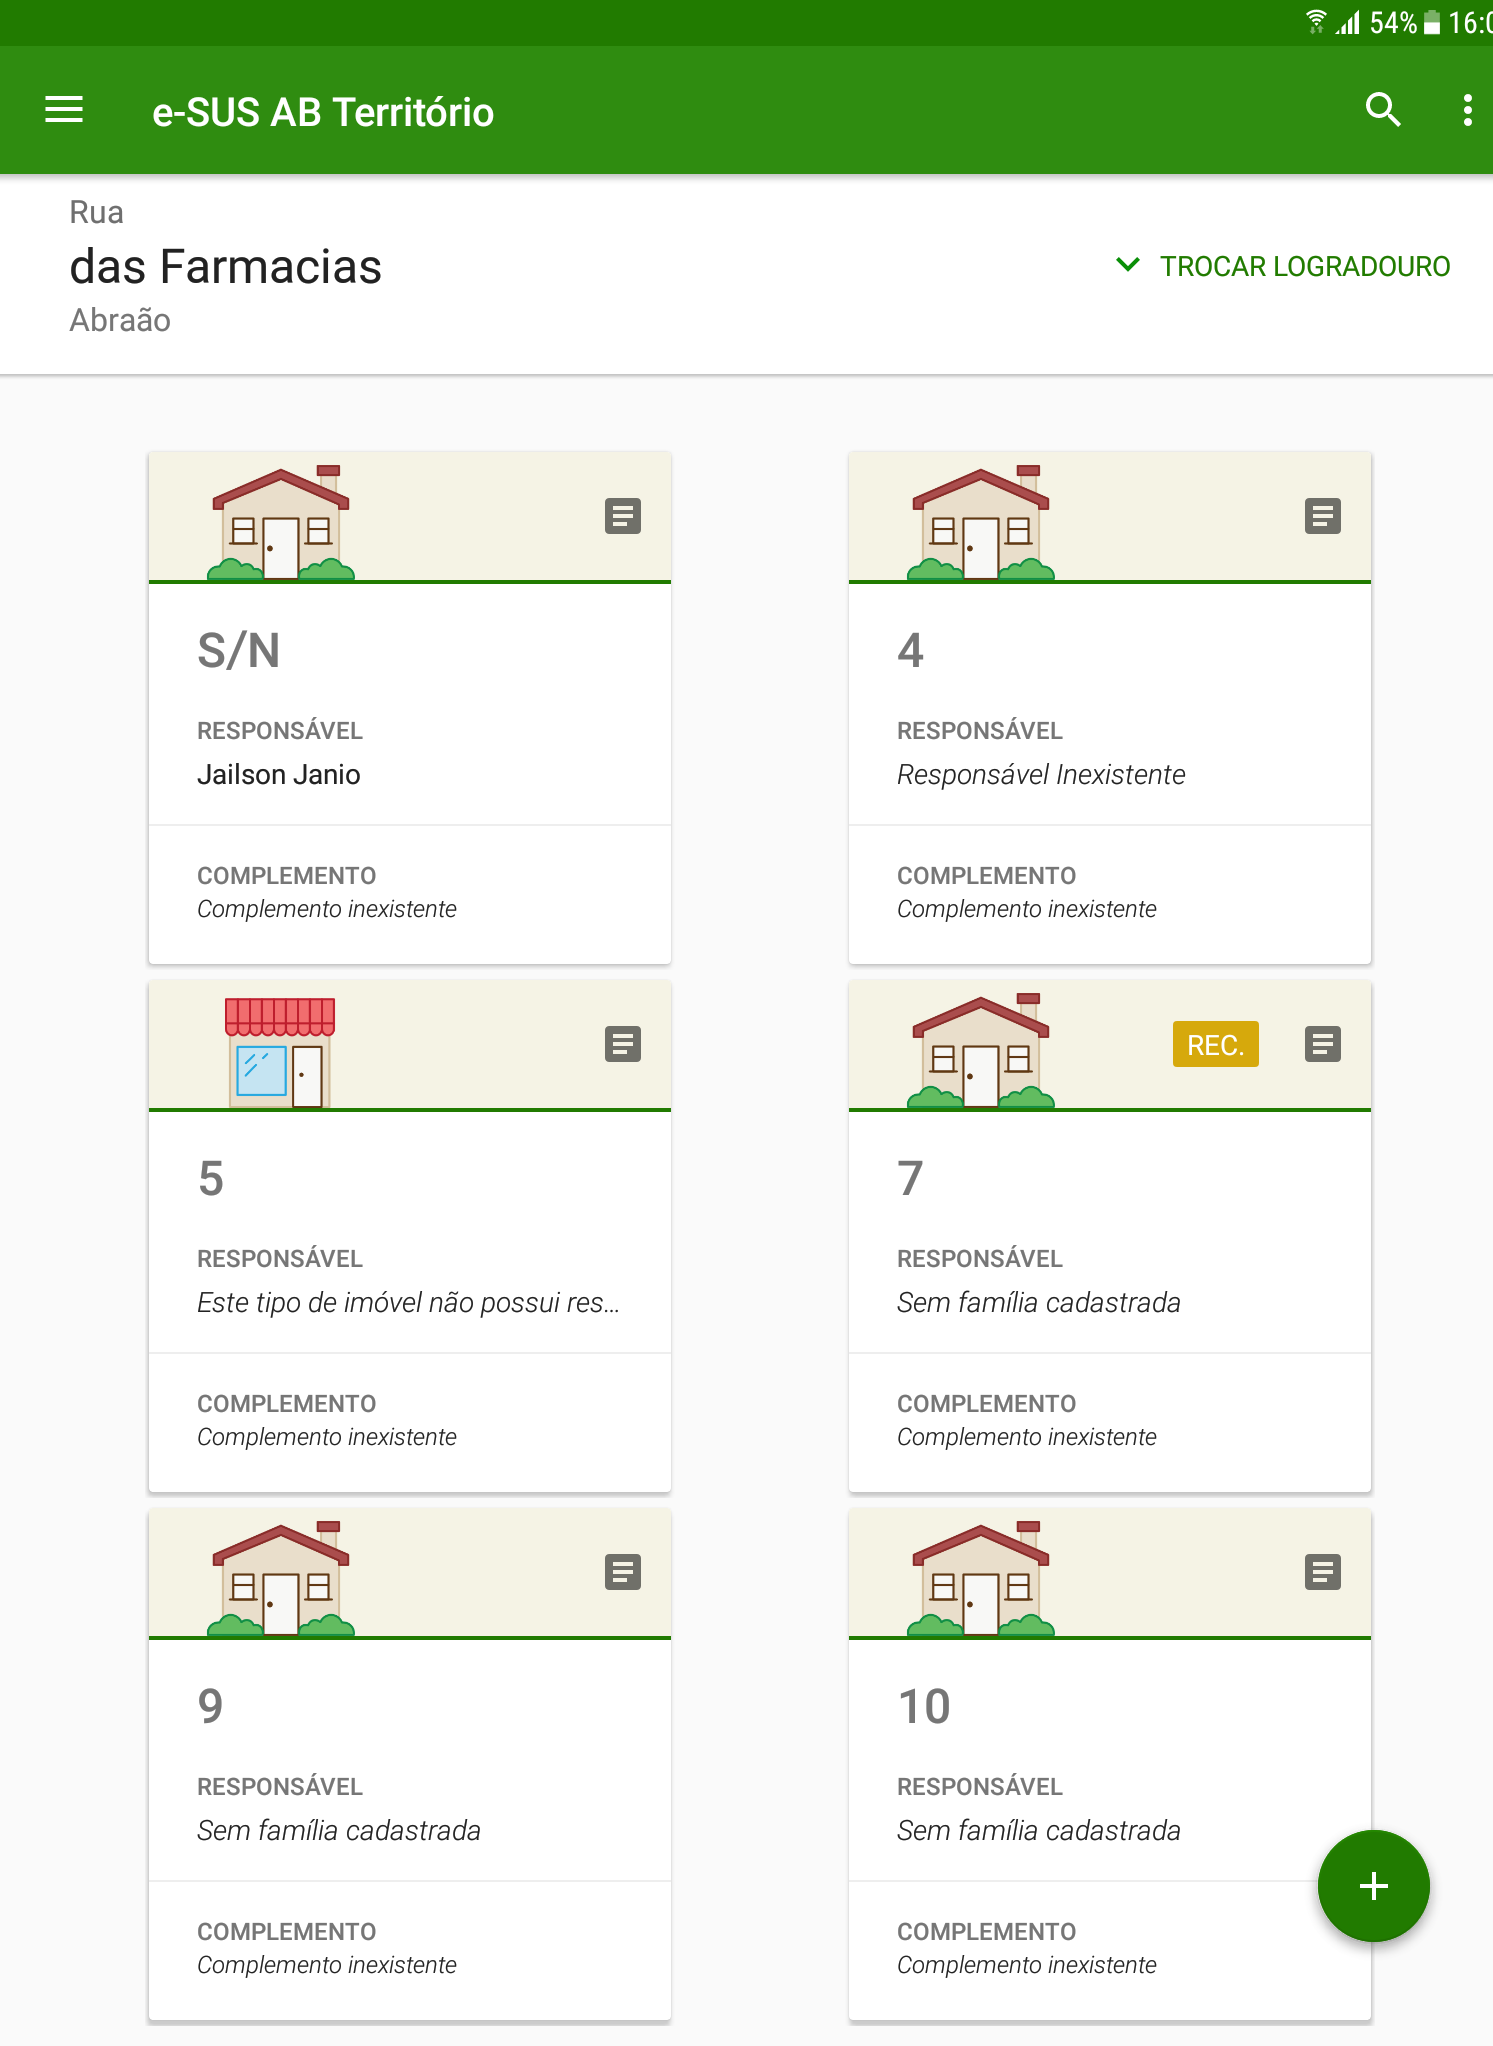 54% 16:0
e-SUS AB Território
Rua
das Farmacias
Abraão
TROCAR LOGRADOURO
S/N
RESPONSÁVEL
Jailson Janio
COMPLEMENTO
Complemento inexistente
4
RESPONSÁVEL
Responsável Inexistente
COMPLEMENTO
Complemento inexistente
5
RESPONSÁVEL
Este tipo de imóvel não possui res...
COMPLEMENTO
Complemento inexistente
REC.
7
RESPONSÁVEL
Sem família cadastrada
COMPLEMENTO
Complemento inexistente
9
RESPONSÁVEL
Sem família cadastrada
COMPLEMENTO
Complemento inexistente
10
RESPONSÁVEL
Sem família cadastrada
COMPLEMENTO
Complemento inexistente